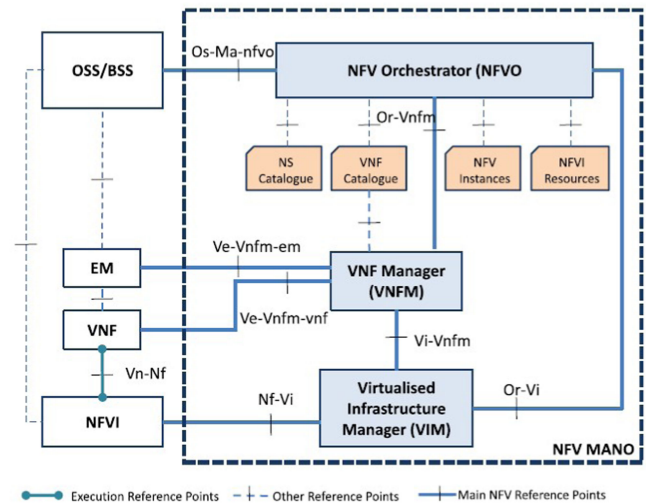 Os-Ma-nfvo
OSS/BSS
NFV Orchestrator (NFVO
Or-Vnfm
NS
Catalogue
VNF
Catalogue
NFV
Instances
NFVI
Resources
Ve-Vnfm-em
EM
VNF Manager
(VNFM)
VNF
Ve-Vnfm-vnf
Vi-Vnfm
Vn-Nf
Nf-Vi
Virtualised
Infrastructure
Manager (VIM)
Or-Vi
NFVI
NFV MANO
Execution Reference Points
Other Reference Points
Main NFV Reference Points